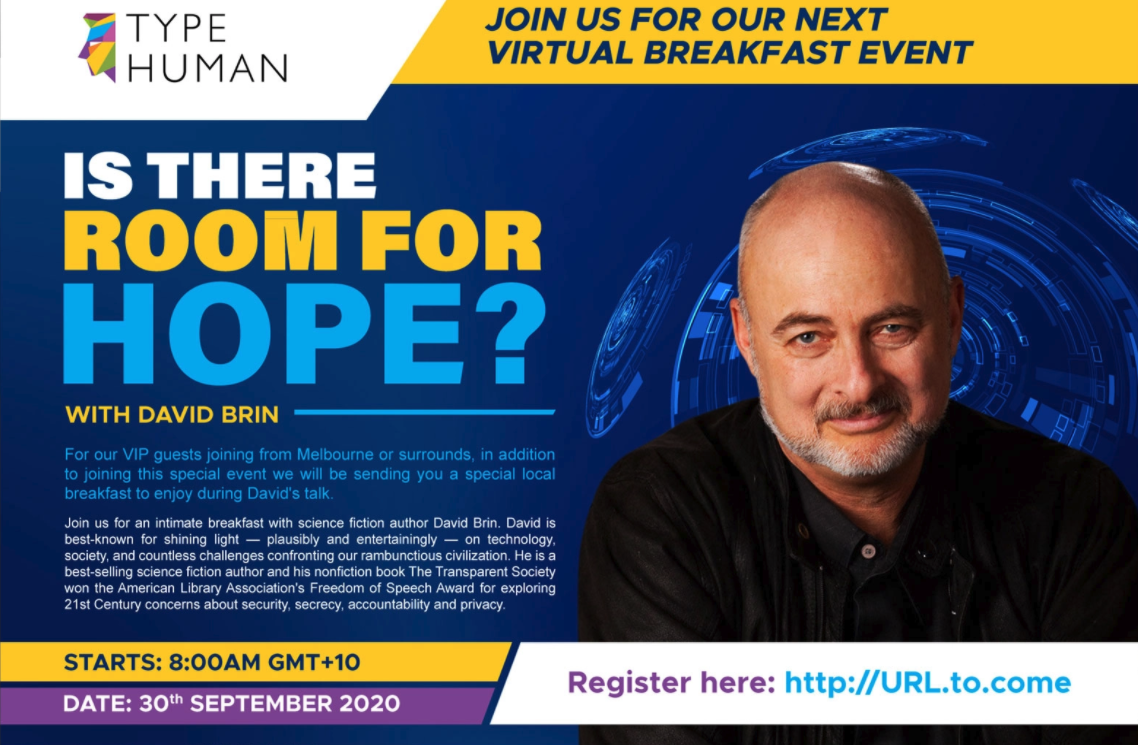 TYPE
HUMAN
JOIN US FOR OUR NEXT
VIRTUAL BREAKFAST EVENT
IS THERE
ROOM FOR
HOPE?
WITH DAVID BRIN
For our VIP guests joining from Melbourne or surrounds, in addition
to joining this special event we will be sending you a special local
breakfast to enjoy during David's talk.
Join us for an intimate breakfast with science fiction author David Brin. David is
best-known for shining light — plausibly and entertainingly — on technology,
society, and countless challenges confronting our rambunctious civilization. He is a
best-selling science fiction author and his nonfiction book The Transparent Society
won the American Library Association's Freedom of Speech Award for exploring
21st Century concerns about security, secrecy, accountability and privacy.
STARTS: 8:00AM GMT+10
DATE: 30th SEPTEMBER 2020
Register here: http://URL.to.come